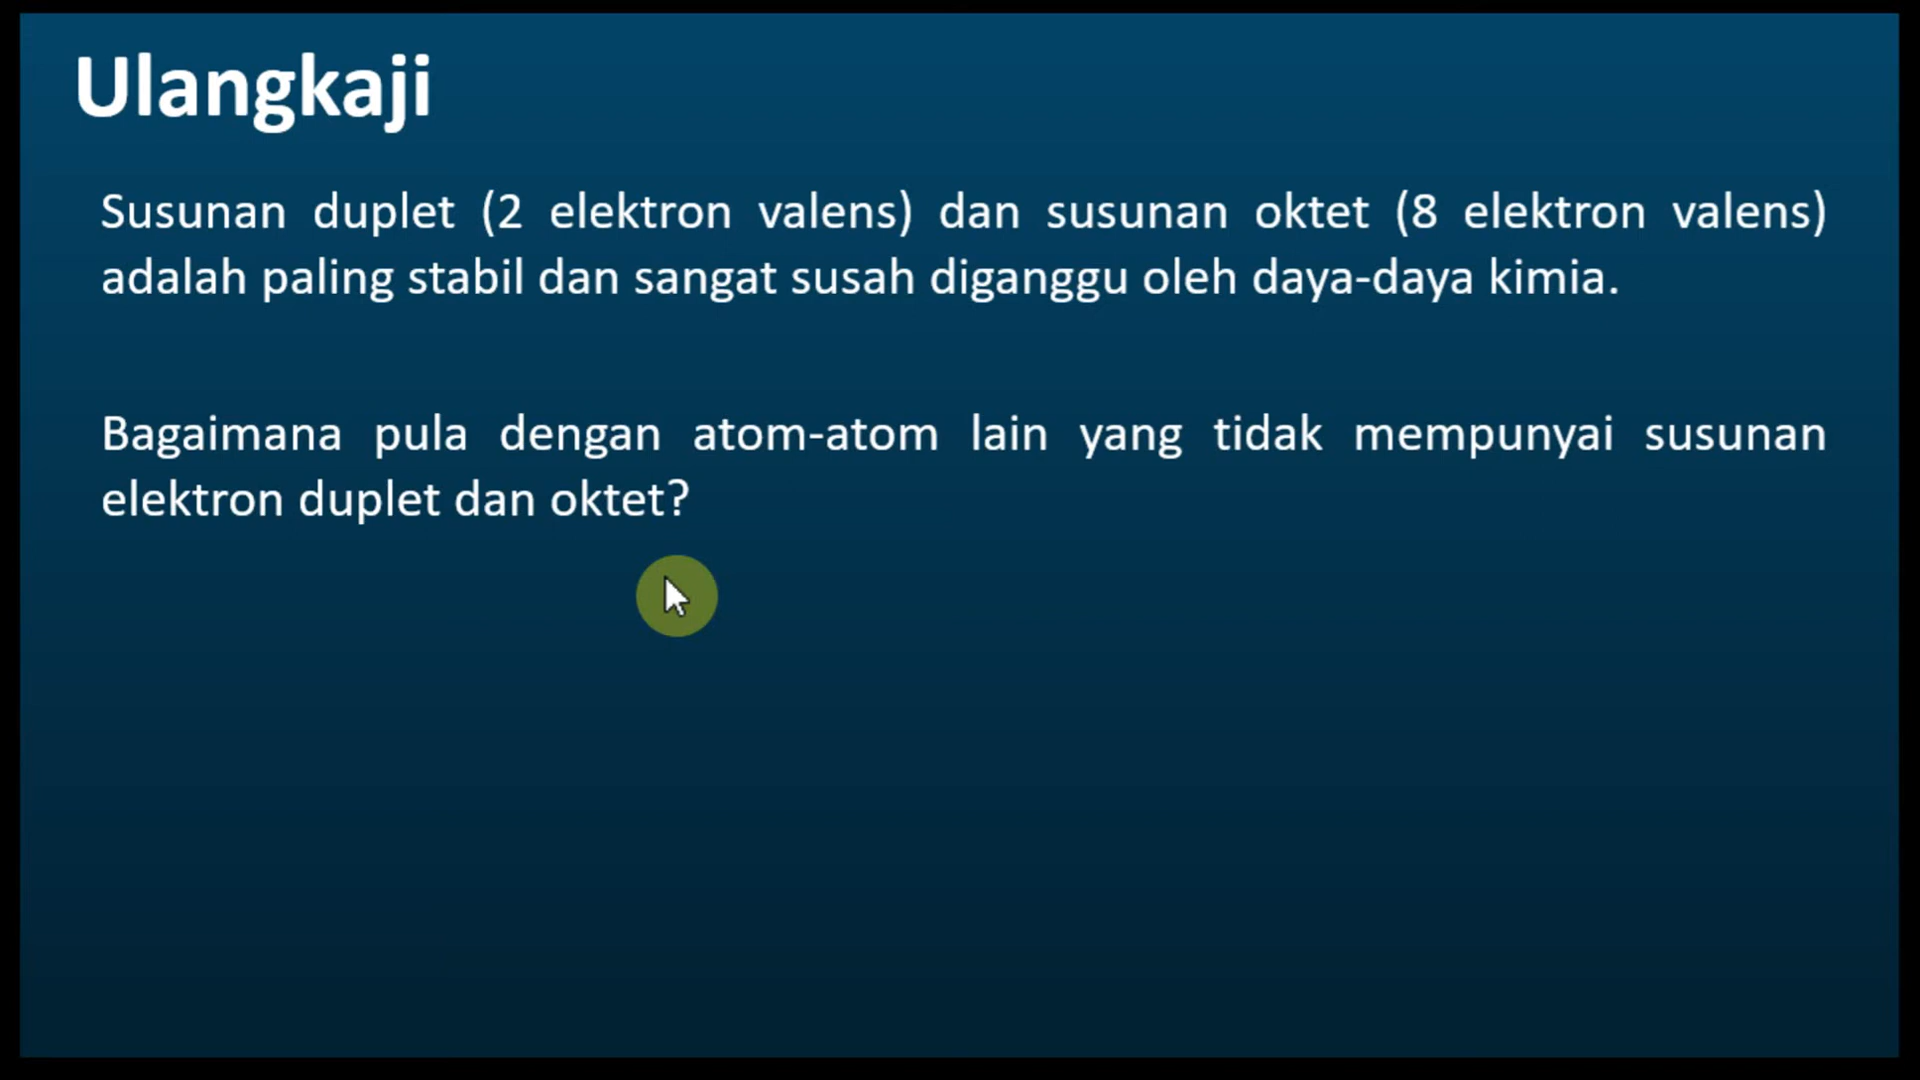 Ulangkaji
Susunan duplet (2 elektron valens) dan susunan oktet (8 elektron valens)
adalah paling stabil dan sangat susah diganggu oleh daya-daya kimia.
Bagaimana pula dengan atom-atom lain yang tidak mempunyai susunan
elektron duplet dan oktet?